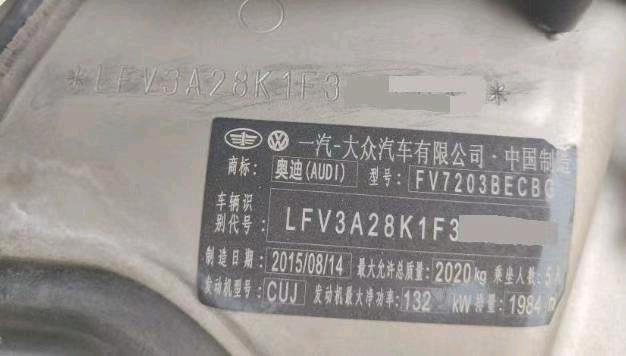 *LFV3A28K1F3 *
一汽-大众汽车有限公司·中国制造
商标: 奥迪(AUDI) 型号: FV7203BECBG
车辆识别代号: LFV3A28K1F3
制造日期: 2015/08/14 最大允许总质量: 2020kg 乘坐人数: 5人
发动机型号: CUJ 发动机最大净功率: 132 kW 排量: 1984 m